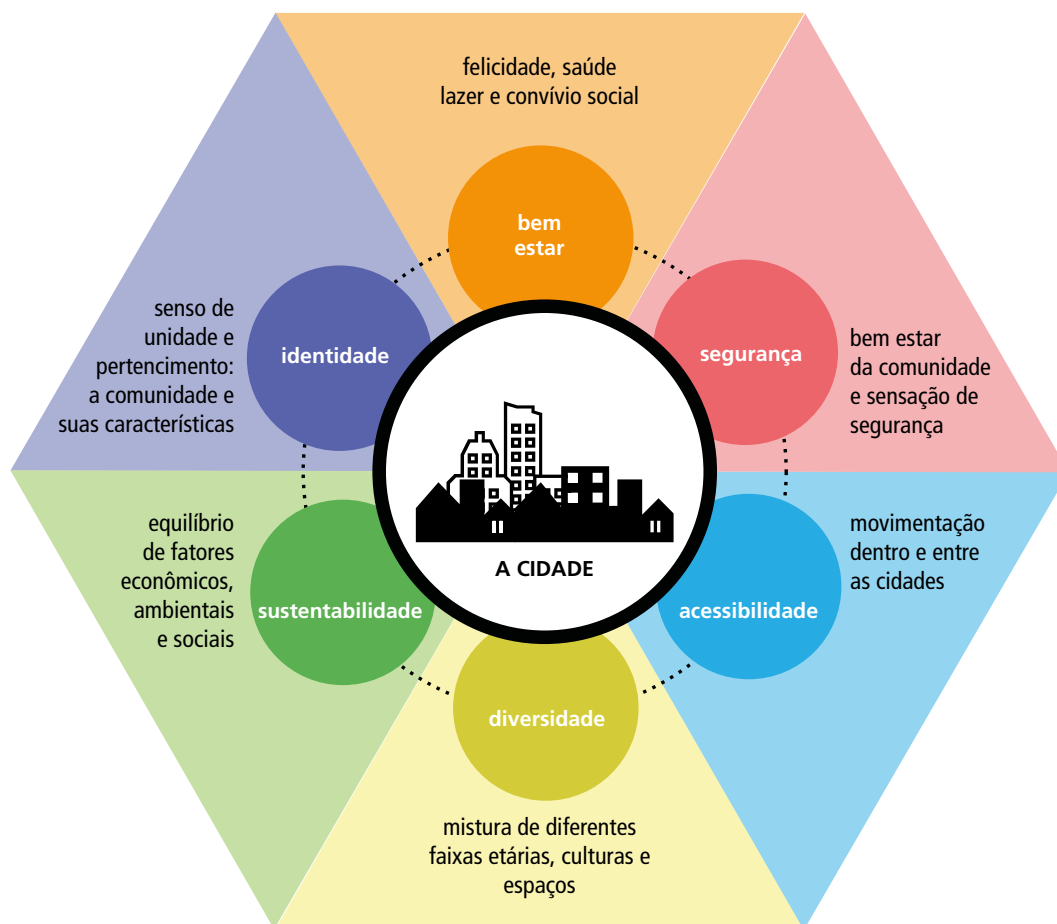 felicidade, saúde
lazer e convívio social
bem
estar
segurança
bem estar
da comunidade
e sensação de
segurança
acessibilidade
movimentação
dentro e entre
as cidades
diversidade
mistura de diferentes
faixas etárias, culturas e
espaços
sustentabilidade
equilíbrio
de fatores
econômicos,
ambientais
e sociais
identidade
senso de
unidade e
pertencimento:
a comunidade e
suas características
A CIDADE